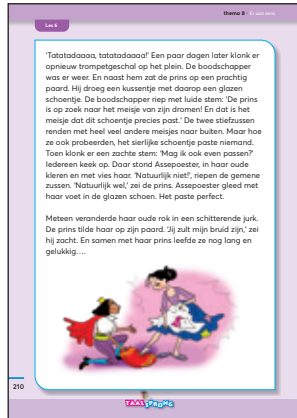 thema 8 - Er was eens
Les 6
'Tatatadaaaa, tatatadaaaa!' Een paar dagen later klonk er
opnieuw trompetgeschal op het plein. De boodschapper
was er weer. En naast hem zat de prins op een prachtig
paard. Hij droeg een kussentje met daarop een glazen
schoentje. De boodschapper riep met luide stem: 'De prins
is op zoek naar het meisje van zijn dromen! En dat is het
meisje dat dit schoentje precies past.' De twee stiefzussen
renden met heel veel andere meisjes naar buiten. Maar hoe
ze ook probeerden, het sierlijke schoentje paste niemand.
Toen klonk er een zachte stem: 'Mag ik ook even passen?'
Iedereen keek op. Daar stond Assepoester, in haar oude
kleren en met vies haar. 'Natuurlijk niet!', riepen de gemene
zussen. 'Natuurlijk wel,' zei de prins. Assepoester gleed met
haar voet in de glazen schoen. Het paste perfect.
Meteen veranderde haar oude rok in een schitterende jurk.
De prins tilde haar op zijn paard. 'Jij zult mijn bruid zijn,' zei
hij zacht. En samen met haar prins leefde ze nog lang en
gelukkig….
210
TAALSPRONG